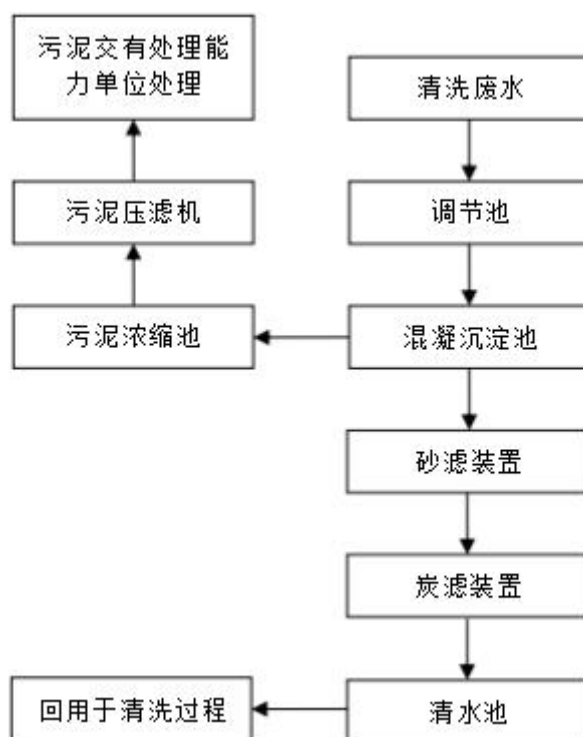 污泥交有处理能
力单位处理
清洗废水
污泥压滤机
调节池
污泥浓缩池
混凝沉淀池
砂滤装置
炭滤装置
回用于清洗过程
清水池